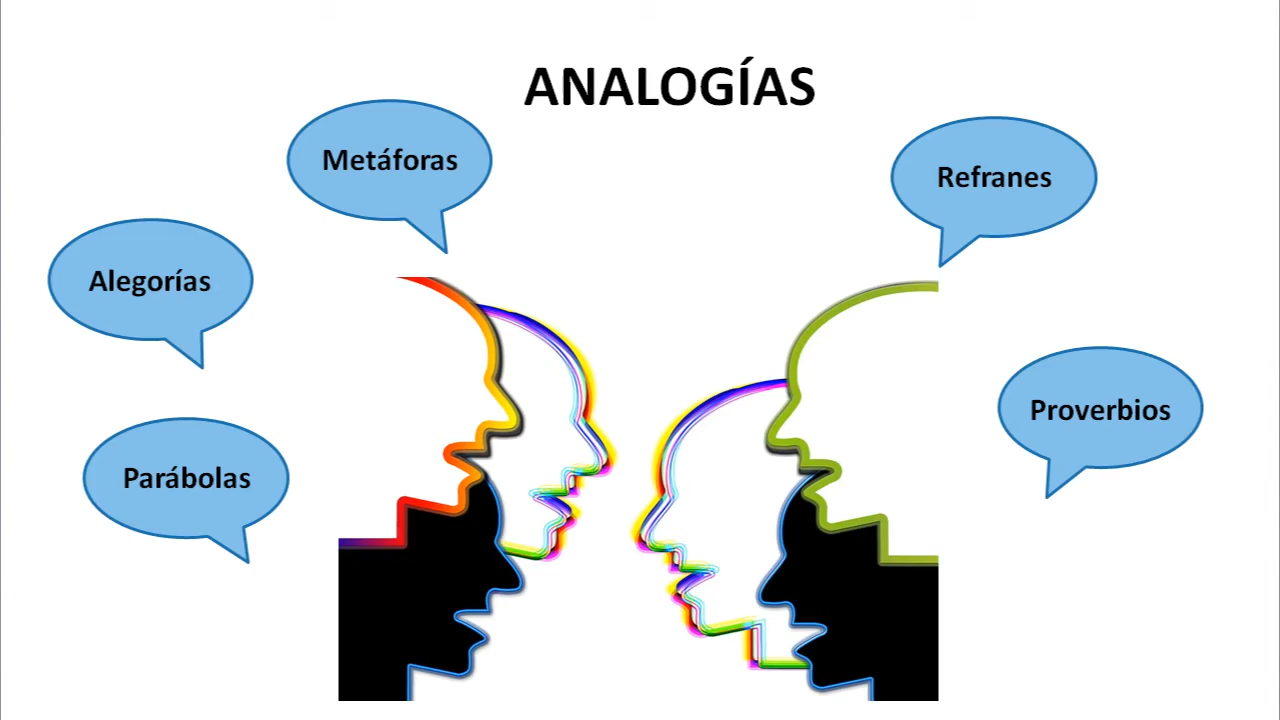 ANALOGÍAS
Metáforas
Refranes
Alegorías
Proverbios
Parábolas